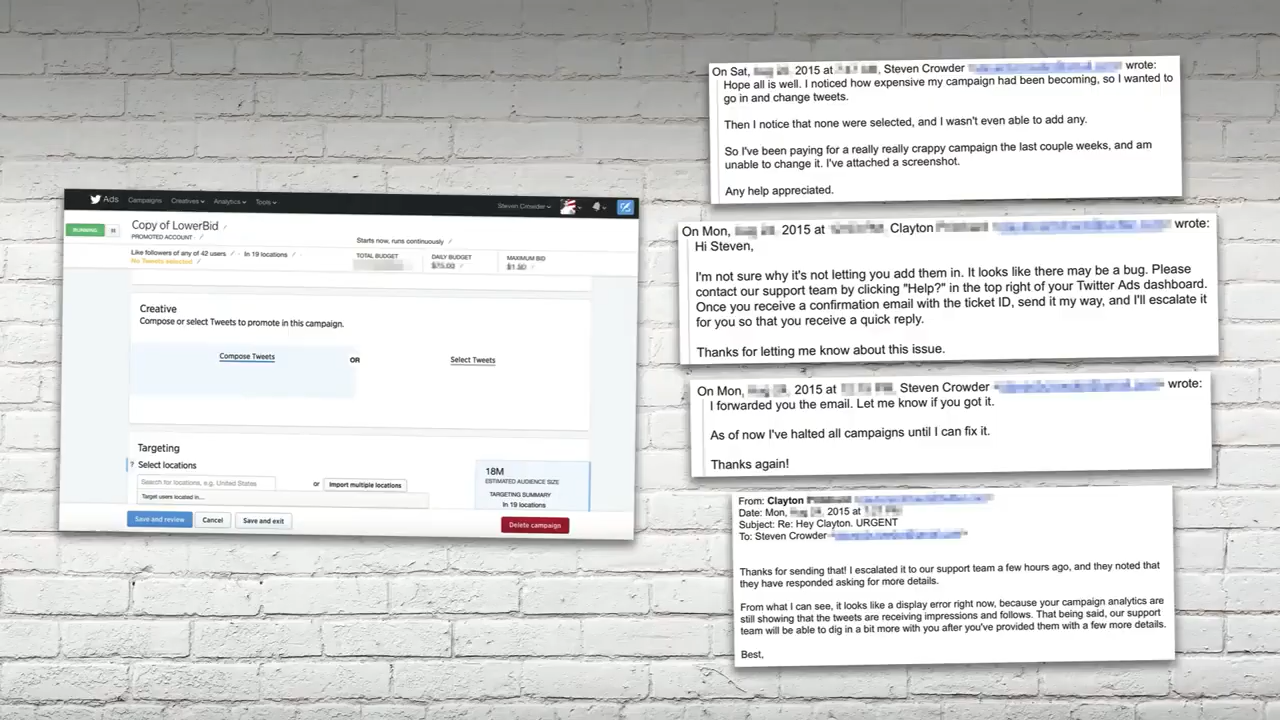 Ads Campaigns Creatives Analytics Tools Steven Crowder
RUNNING
Copy of LowerBid
PROMOTED ACCOUNT
Like followers of any of 42 users In 19 locations
No Tweets selected
Starts now, runs continuously
TOTAL BUDGET
DAILY BUDGET
MAXIMUM BID
Creative
Compose or select Tweets to promote in this campaign.
Compose Tweets OR Select Tweets
Targeting
? Select locations
Search for locations, e.g. United States or Import multiple locations
Target users located in...
18M
ESTIMATED AUDIENCE SIZE
TARGETING SUMMARY
In 19 locations
Save and review Cancel Save and exit Delete campaign
On Sat, 2015 at , Steven Crowder wrote:
Hope all is well. I noticed how expensive my campaign had been becoming, so I wanted to
go in and change tweets.
Then I notice that none were selected, and I wasn't even able to add any.
So I've been paying for a really really crappy campaign the last couple weeks, and am
unable to change it. I've attached a screenshot.
Any help appreciated.
On Mon, 2015 at Clayton wrote:
Hi Steven,
I'm not sure why it's not letting you add them in. It looks like there may be a bug. Please
contact our support team by clicking "Help?" in the top right of your Twitter Ads dashboard.
Once you receive a confirmation email with the ticket ID, send it my way, and I'll escalate it
for you so that you receive a quick reply.
Thanks for letting me know about this issue.
On Mon, , 2015 at Steven Crowder wrote:
I forwarded you the email. Let me know if you got it.
As of now I've halted all campaigns until I can fix it.
Thanks again!
From: Clayton
Date: Mon, , 2015 at
Subject: Re: Hey Clayton. URGENT
To: Steven Crowder
Thanks for sending that! I escalated it to our support team a few hours ago, and they noted that
they have responded asking for more details.
From what I can see, it looks like a display error right now, because your campaign analytics are
still showing that the tweets are receiving impressions and follows. That being said, our support
team will be able to dig in a bit more with you after you've provided them with a few more details.
Best,